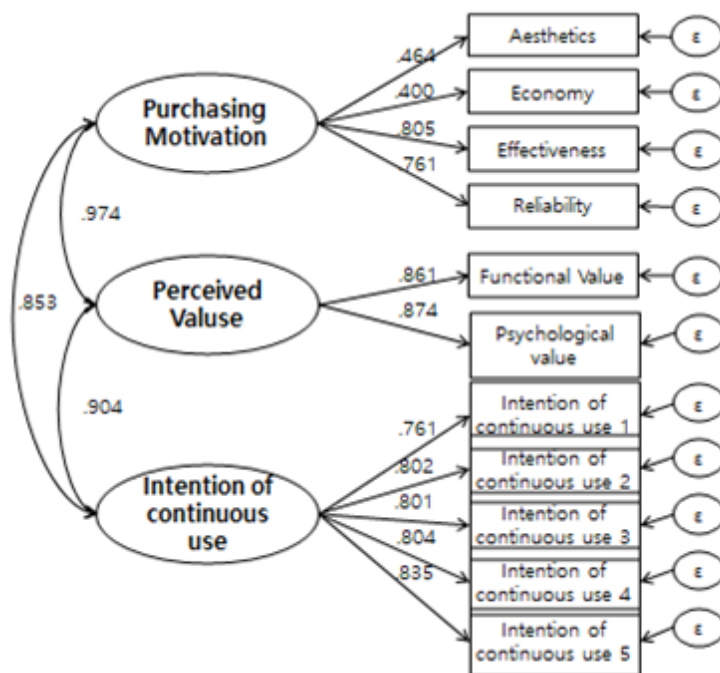 Aesthetics
ε
.464
Purchasing
Motivation
.400
Economy
ε
.805
Effectiveness
ε
.761
Reliability
ε
.974
.861
Functional Value
ε
Perceived
Valuse
.853
.874
Psychological
value
ε
.904
Intention of
continuous use 1
ε
.761
.802
Intention of
continuous use 2
ε
Intention of
continuous
use
.801
Intention of
continuous use 3
ε
.804
Intention of
continuous use 4
ε
.835
Intention of
continuous use 5
ε